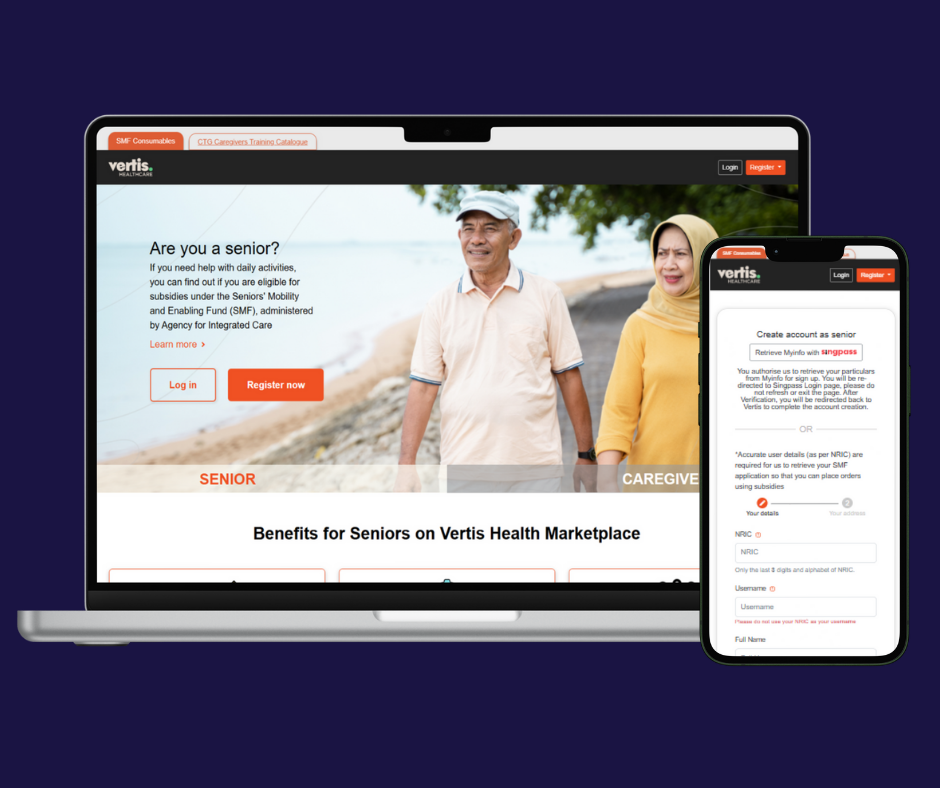 SMF Consumables
CTG Caregivers Training Catalogue
vertis.
HEALTHCARE
Login
Register
Are you a senior?
If you need help with daily activities,
you can find out if you are eligible for
subsidies under the Seniors' Mobility
and Enabling Fund (SMF), administered
by Agency for Integrated Care
Learn more >
Log in
Register now
SENIOR
CAREGIVE
Benefits for Seniors on Vertis Health Marketplace
SMF Consumables
vertis.
HEALTHCARE
Login
Register
Create account as senior
Retrieve Myinfo with singpass
You authorise us to retrieve your particulars
from Myinfo for sign up. You will be re-
directed to Singpass Login page, please do
not refresh or exit the page. After
Verification, you will be redirected back to
Vertis to complete the account creation.
OR
*Accurate user details (as per NRIC) are
required for us to retrieve your SMF
application so that you can place orders
using subsidies
2
Your details
Your address
NRIC
NRIC
Only the last 3 digits and alphabet of NRIC.
Username
Username
Please do not use your NRIC as your username.
Full Name